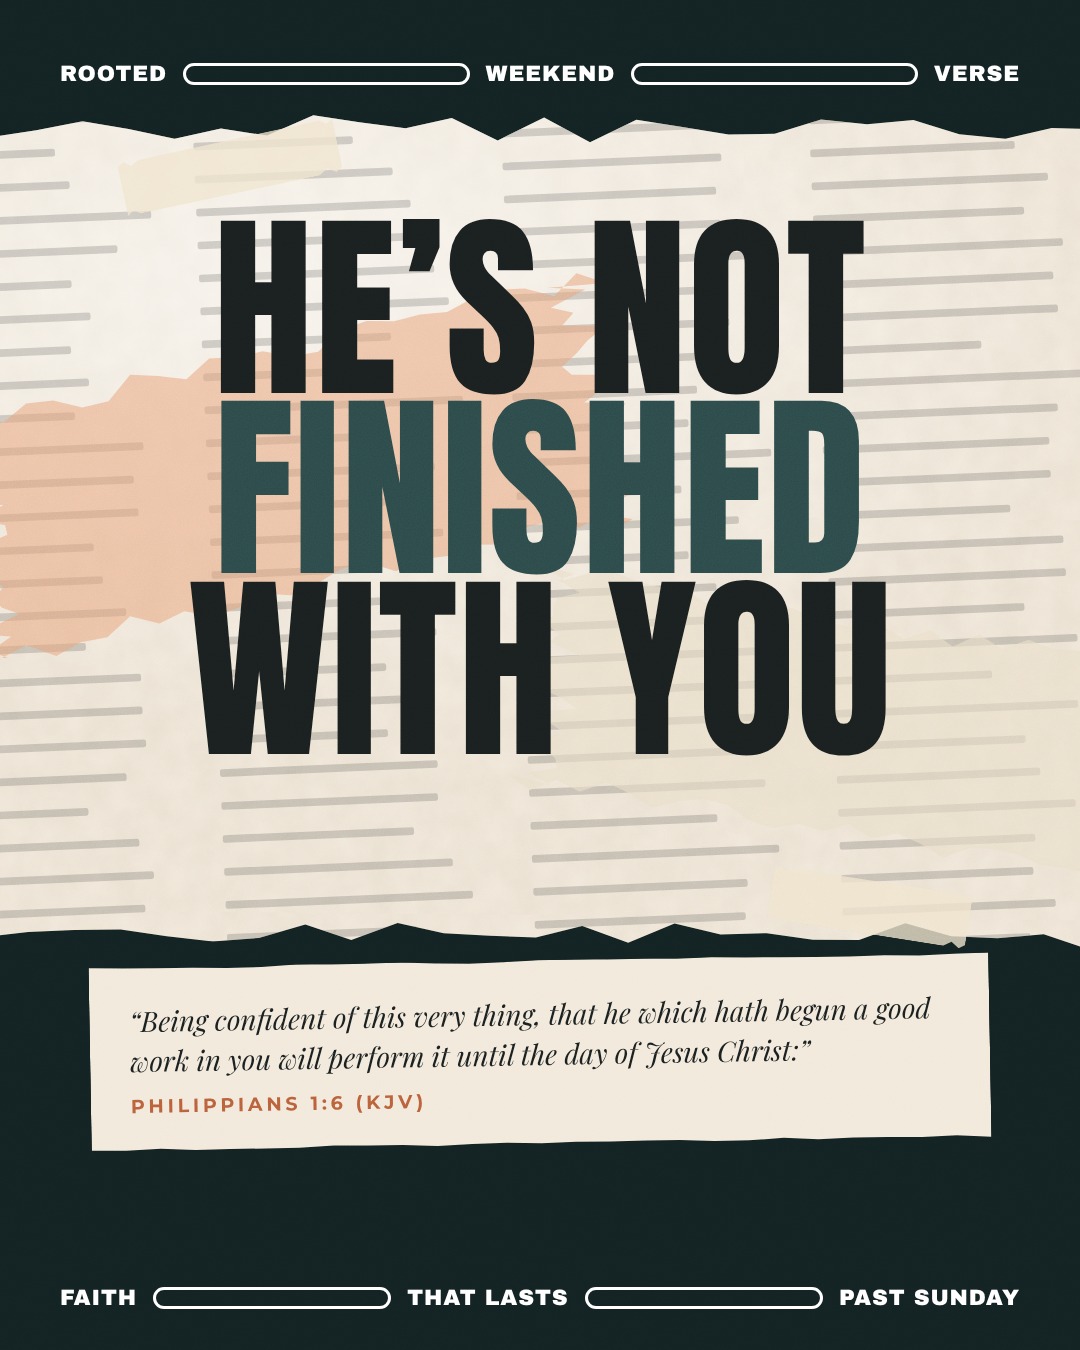 ROOTED WEEKEND VERSE
HE’S NOT
FINISHED
WITH YOU
“Being confident of this very thing, that he which hath begun a good
work in you will perform it until the day of Jesus Christ:”
PHILIPPIANS 1:6 (KJV)
FAITH THAT LASTS PAST SUNDAY